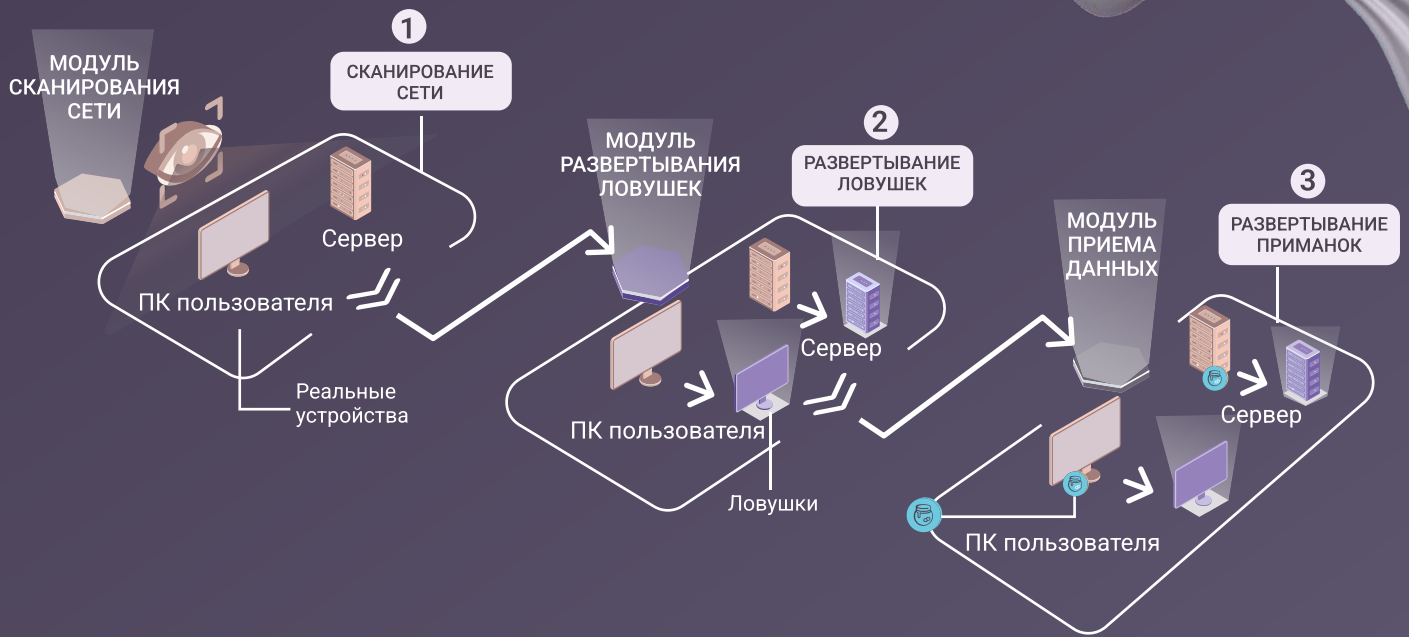 1
МОДУЛЬ
СКАНИРОВАНИЯ
СЕТИ
СКАНИРОВАНИЕ
СЕТИ
Сервер
ПК пользователя
Реальные
устройства
2
МОДУЛЬ
РАЗВЕРТЫВАНИЯ
ЛОВУШЕК
РАЗВЕРТЫВАНИЕ
ЛОВУШЕК
Сервер
ПК пользователя
Ловушки
3
МОДУЛЬ
ПРИЕМА
ДАННЫХ
РАЗВЕРТЫВАНИЕ
ПРИМАНОК
Сервер
ПК пользователя